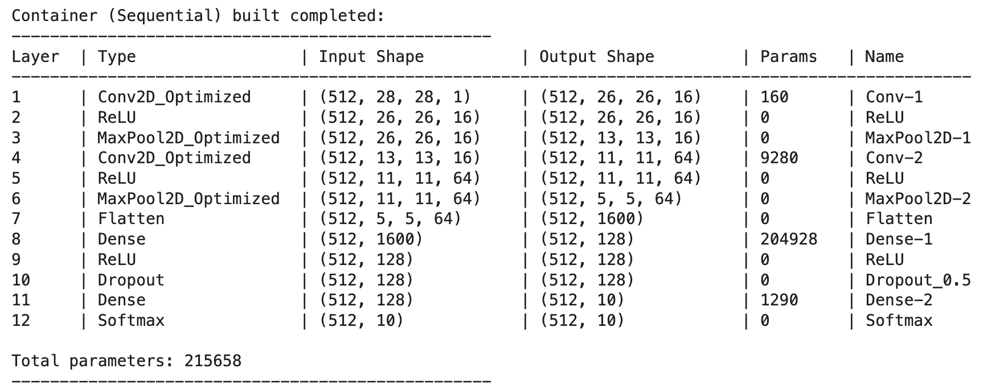 Container (Sequential) built completed:
--------------------------------------------------
Layer  | Type                  | Input Shape          | Output Shape         | Params   | Name
----------------------------------------------------------------------------------------------------
1      | Conv2D_Optimized     | (512, 28, 28, 1)     | (512, 26, 26, 16)    | 160      | Conv-1
2      | ReLU                 | (512, 26, 26, 16)    | (512, 26, 26, 16)    | 0        | ReLU
3      | MaxPool2D_Optimized  | (512, 26, 26, 16)    | (512, 13, 13, 16)    | 0        | MaxPool2D-1
4      | Conv2D_Optimized     | (512, 13, 13, 16)    | (512, 11, 11, 64)    | 9280     | Conv-2
5      | ReLU                 | (512, 11, 11, 64)    | (512, 11, 11, 64)    | 0        | ReLU
6      | MaxPool2D_Optimized  | (512, 11, 11, 64)    | (512, 5, 5, 64)      | 0        | MaxPool2D-2
7      | Flatten              | (512, 5, 5, 64)      | (512, 1600)          | 0        | Flatten
8      | Dense                | (512, 1600)          | (512, 128)           | 204928   | Dense-1
9      | ReLU                 | (512, 128)           | (512, 128)           | 0        | ReLU
10     | Dropout              | (512, 128)           | (512, 128)           | 0        | Dropout_0.5
11     | Dense                | (512, 128)           | (512, 10)            | 1290     | Dense-2
12     | Softmax              | (512, 10)            | (512, 10)            | 0        | Softmax
Total parameters: 215658
--------------------------------------------------